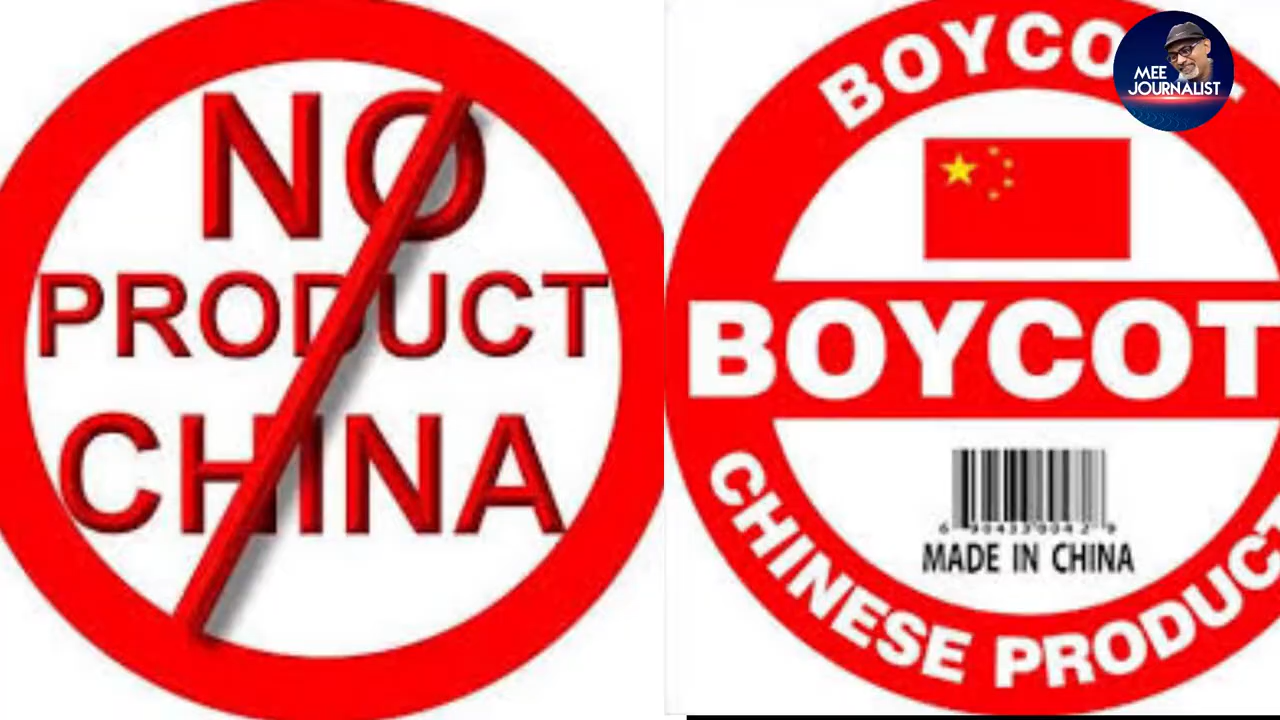 NO
PRODUCT
CHINA
BOYCO
MEE
JOURNALIST
BOYCOT
MADE IN CHINA
CHINESE PRODUC